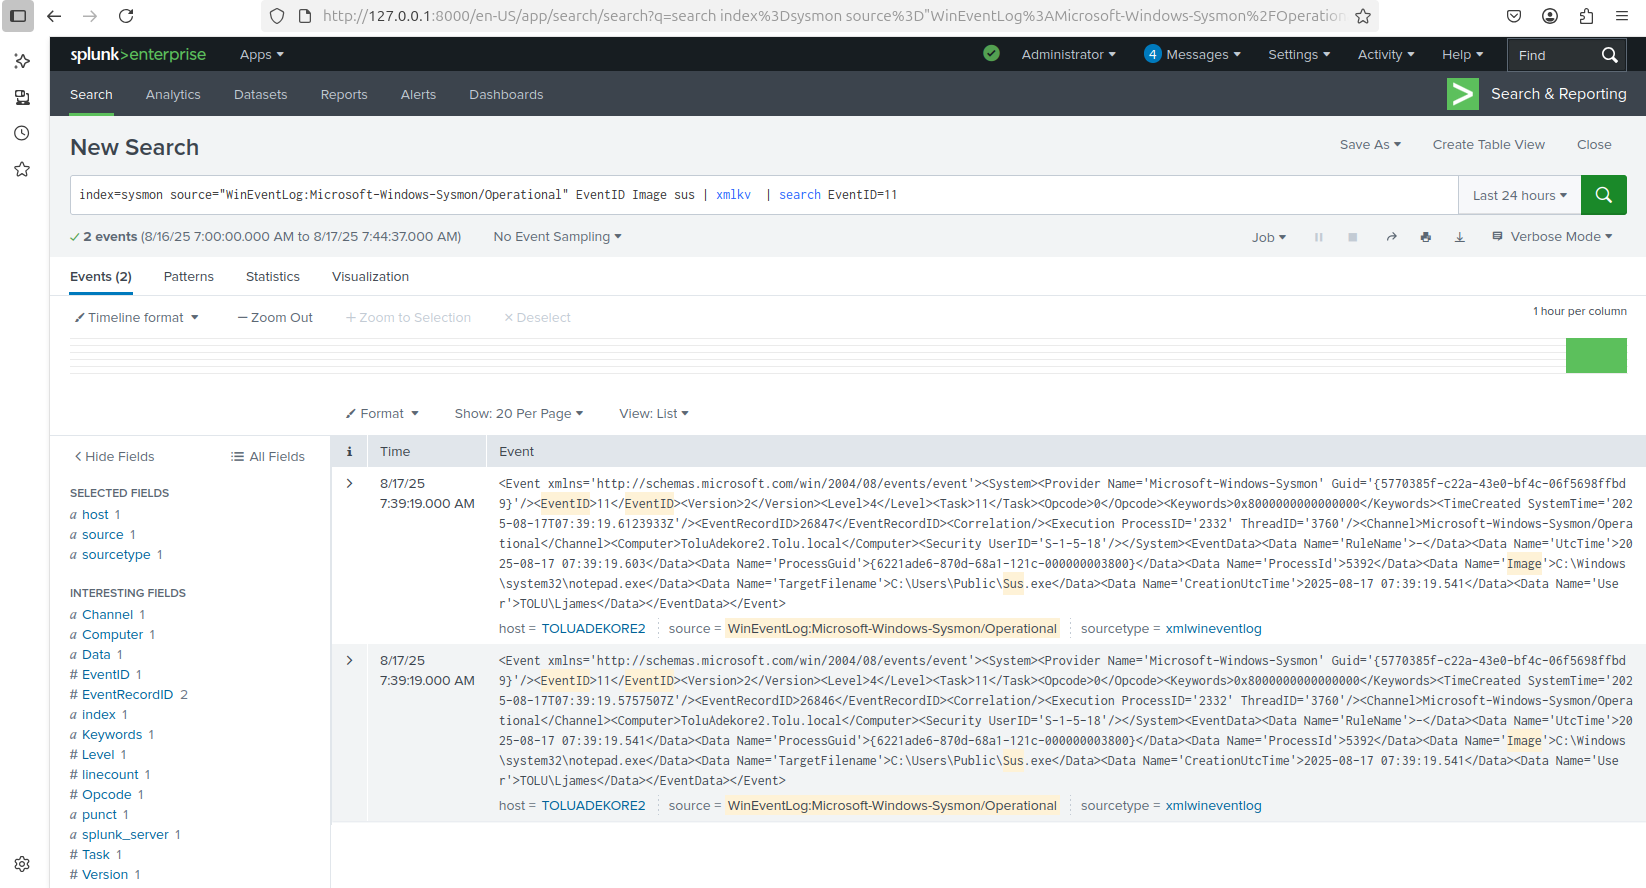 http://127.0.0.1:8000/en-US/app/search/search?q=search index%3Dsysmon source%3D"WinEventLog%3AMicrosoft-Windows-Sysmon%2FOperation
splunk>enterprise Apps Administrator 4 Messages Settings Activity Help Find
Search Analytics Datasets Reports Alerts Dashboards > Search & Reporting
New Search Save As Create Table View Close
index=sysmon source="WinEventLog:Microsoft-Windows-Sysmon/Operational" EventID Image sus | xmlkv | search EventID=11 Last 24 hours
✓ 2 events (8/16/25 7:00:00.000 AM to 8/17/25 7:44:37.000 AM) No Event Sampling Job Verbose Mode
Events (2) Patterns Statistics Visualization
Timeline format — Zoom Out + Zoom to Selection × Deselect 1 hour per column
Format Show: 20 Per Page View: List
< Hide Fields All Fields
SELECTED FIELDS
a host 1
a source 1
a sourcetype 1
INTERESTING FIELDS
a Channel 1
a Computer 1
a Data 1
# EventID 1
# EventRecordID 2
a index 1
a Keywords 1
# Level 1
# linecount 1
# Opcode 1
a punct 1
a splunk_server 1
# Task 1
# Version 1
i Time Event
> 8/17/25
7:39:19.000 AM
<Event xmlns='http://schemas.microsoft.com/win/2004/08/events/event'><System><Provider Name='Microsoft-Windows-Sysmon' Guid='{5770385f-c22a-43e0-bf4c-06f5698ffbd
9}'/><EventID>11</EventID><Version>2</Version><Level>4</Level><Task>11</Task><Opcode>0</Opcode><Keywords>0x8000000000000000</Keywords><TimeCreated SystemTime='202
5-08-17T07:39:19.6123933Z'/><EventRecordID>26847</EventRecordID><Correlation/><Execution ProcessID='2332' ThreadID='3760'/><Channel>Microsoft-Windows-Sysmon/Opera
tional</Channel><Computer>ToluAdekore2.Tolu.local</Computer><Security UserID='S-1-5-18'/></System><EventData><Data Name='RuleName'>-</Data><Data Name='UtcTime'>20
25-08-17 07:39:19.603</Data><Data Name='ProcessGuid'>{6221ade6-870d-68a1-121c-000000003800}</Data><Data Name='ProcessId'>5392</Data><Data Name='Image'>C:\Windows
\system32\notepad.exe</Data><Data Name='TargetFilename'>C:\Users\Public\Sus.exe</Data><Data Name='CreationUtcTime'>2025-08-17 07:39:19.541</Data><Data Name='Use
r'>TOLU\Ljames</Data></EventData></Event>
host = TOLUADEKORE2 source = WinEventLog:Microsoft-Windows-Sysmon/Operational sourcetype = xmlwineventlog
> 8/17/25
7:39:19.000 AM
<Event xmlns='http://schemas.microsoft.com/win/2004/08/events/event'><System><Provider Name='Microsoft-Windows-Sysmon' Guid='{5770385f-c22a-43e0-bf4c-06f5698ffbd
9}'/><EventID>11</EventID><Version>2</Version><Level>4</Level><Task>11</Task><Opcode>0</Opcode><Keywords>0x8000000000000000</Keywords><TimeCreated SystemTime='202
5-08-17T07:39:19.5757507Z'/><EventRecordID>26846</EventRecordID><Correlation/><Execution ProcessID='2332' ThreadID='3760'/><Channel>Microsoft-Windows-Sysmon/Opera
tional</Channel><Computer>ToluAdekore2.Tolu.local</Computer><Security UserID='S-1-5-18'/></System><EventData><Data Name='RuleName'>-</Data><Data Name='UtcTime'>20
25-08-17 07:39:19.541</Data><Data Name='ProcessGuid'>{6221ade6-870d-68a1-121c-000000003800}</Data><Data Name='ProcessId'>5392</Data><Data Name='Image'>C:\Windows
\system32\notepad.exe</Data><Data Name='TargetFilename'>C:\Users\Public\Sus.exe</Data><Data Name='CreationUtcTime'>2025-08-17 07:39:19.541</Data><Data Name='Use
r'>TOLU\Ljames</Data></EventData></Event>
host = TOLUADEKORE2 source = WinEventLog:Microsoft-Windows-Sysmon/Operational sourcetype = xmlwineventlog